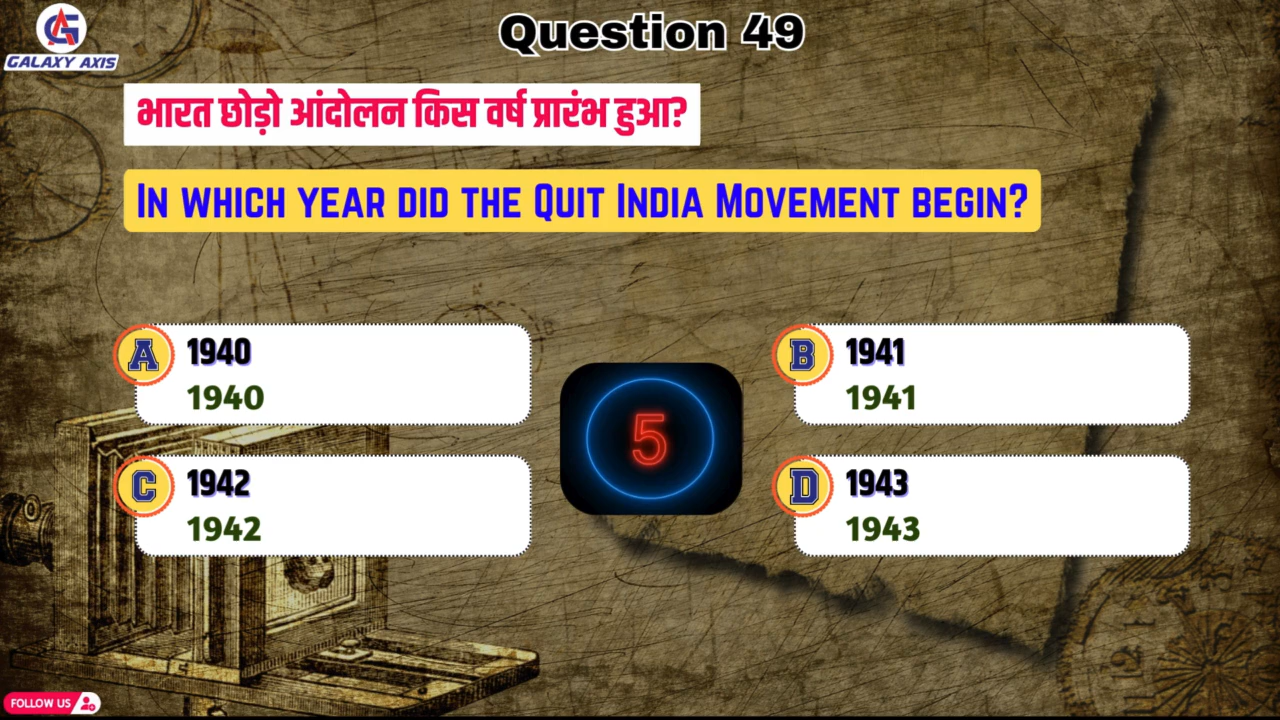 Question 49
GALAXY AXIS
भारत छोड़ो आंदोलन किस वर्ष प्रारंभ हुआ?
In which year did the Quit India Movement begin?
A 1940
1940
B 1941
1941
5
C 1942
1942
D 1943
1943
FOLLOW US